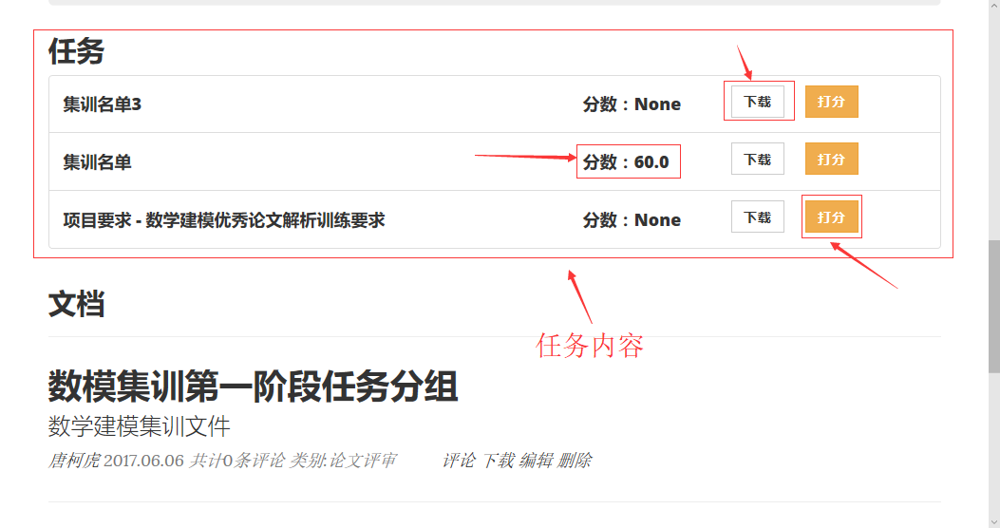 任务
集训名单3 分数：None 下载 打分
集训名单 分数：60.0 下载 打分
项目要求 - 数学建模优秀论文解析训练要求 分数：None 下载 打分
文档
任务内容
数模集训第一阶段任务分组
数学建模集训文件
唐柯虎 2017.06.06 共计0条评论 类别:论文评审 评论 下载 编辑 删除